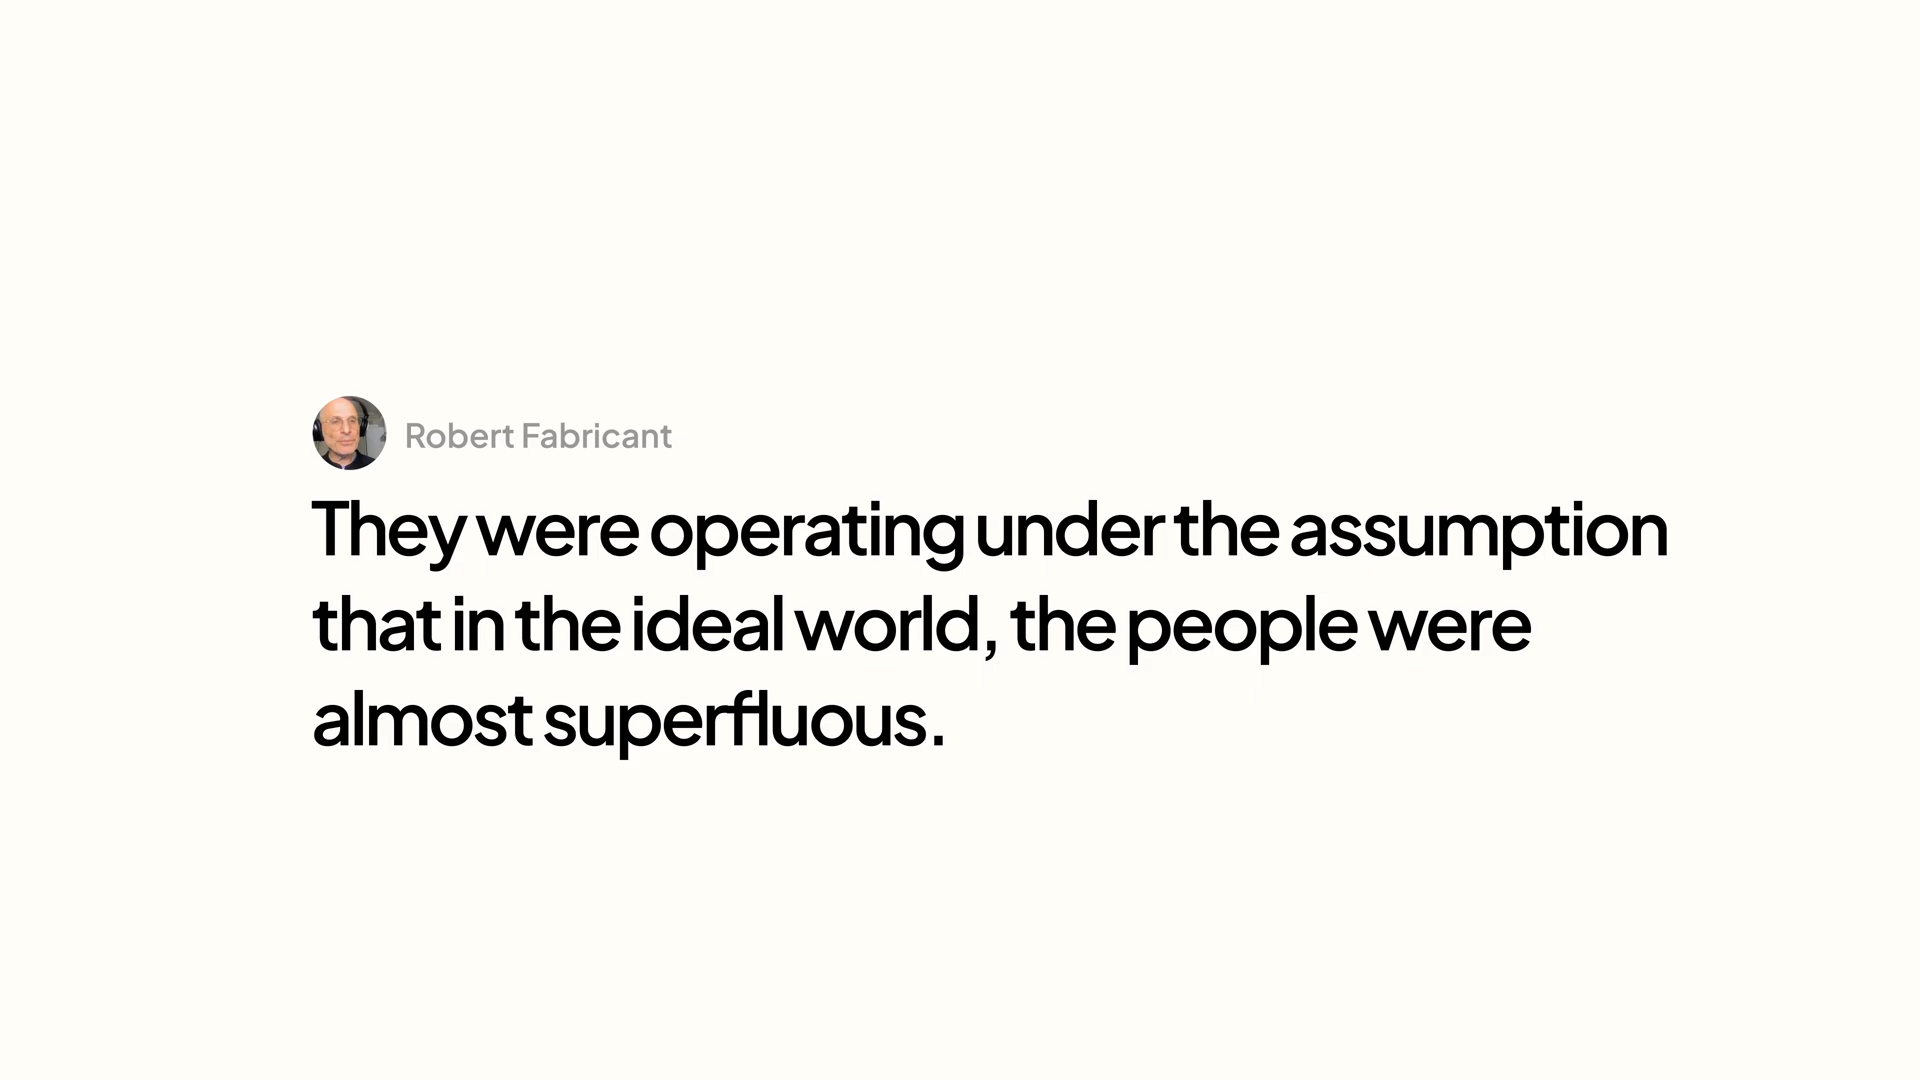 Robert Fabricant
They were operating under the assumption
that in the ideal world, the people were
almost superfluous.